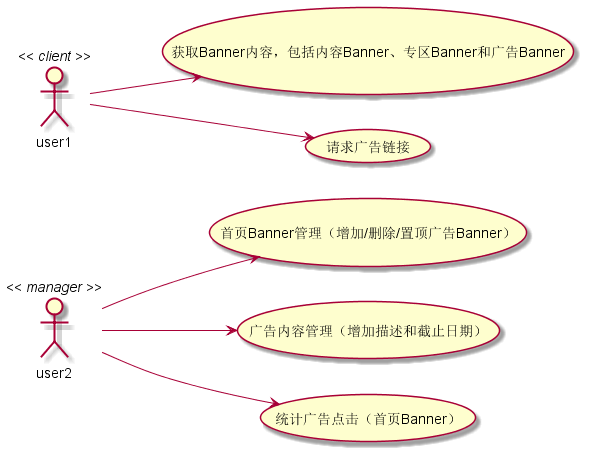 获取Banner内容，包括内容Banner、专区Banner和广告Banner
<< client >>
user1
请求广告链接
首页Banner管理（增加/删除/置顶广告Banner）
<< manager >>
广告内容管理（增加描述和截止日期）
user2
统计广告点击（首页Banner）